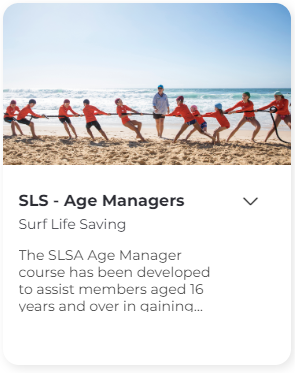 SLS - Age Managers
Surf Life Saving
The SLSA Age Manager
course has been developed
to assist members aged 16
years and over in gaining...